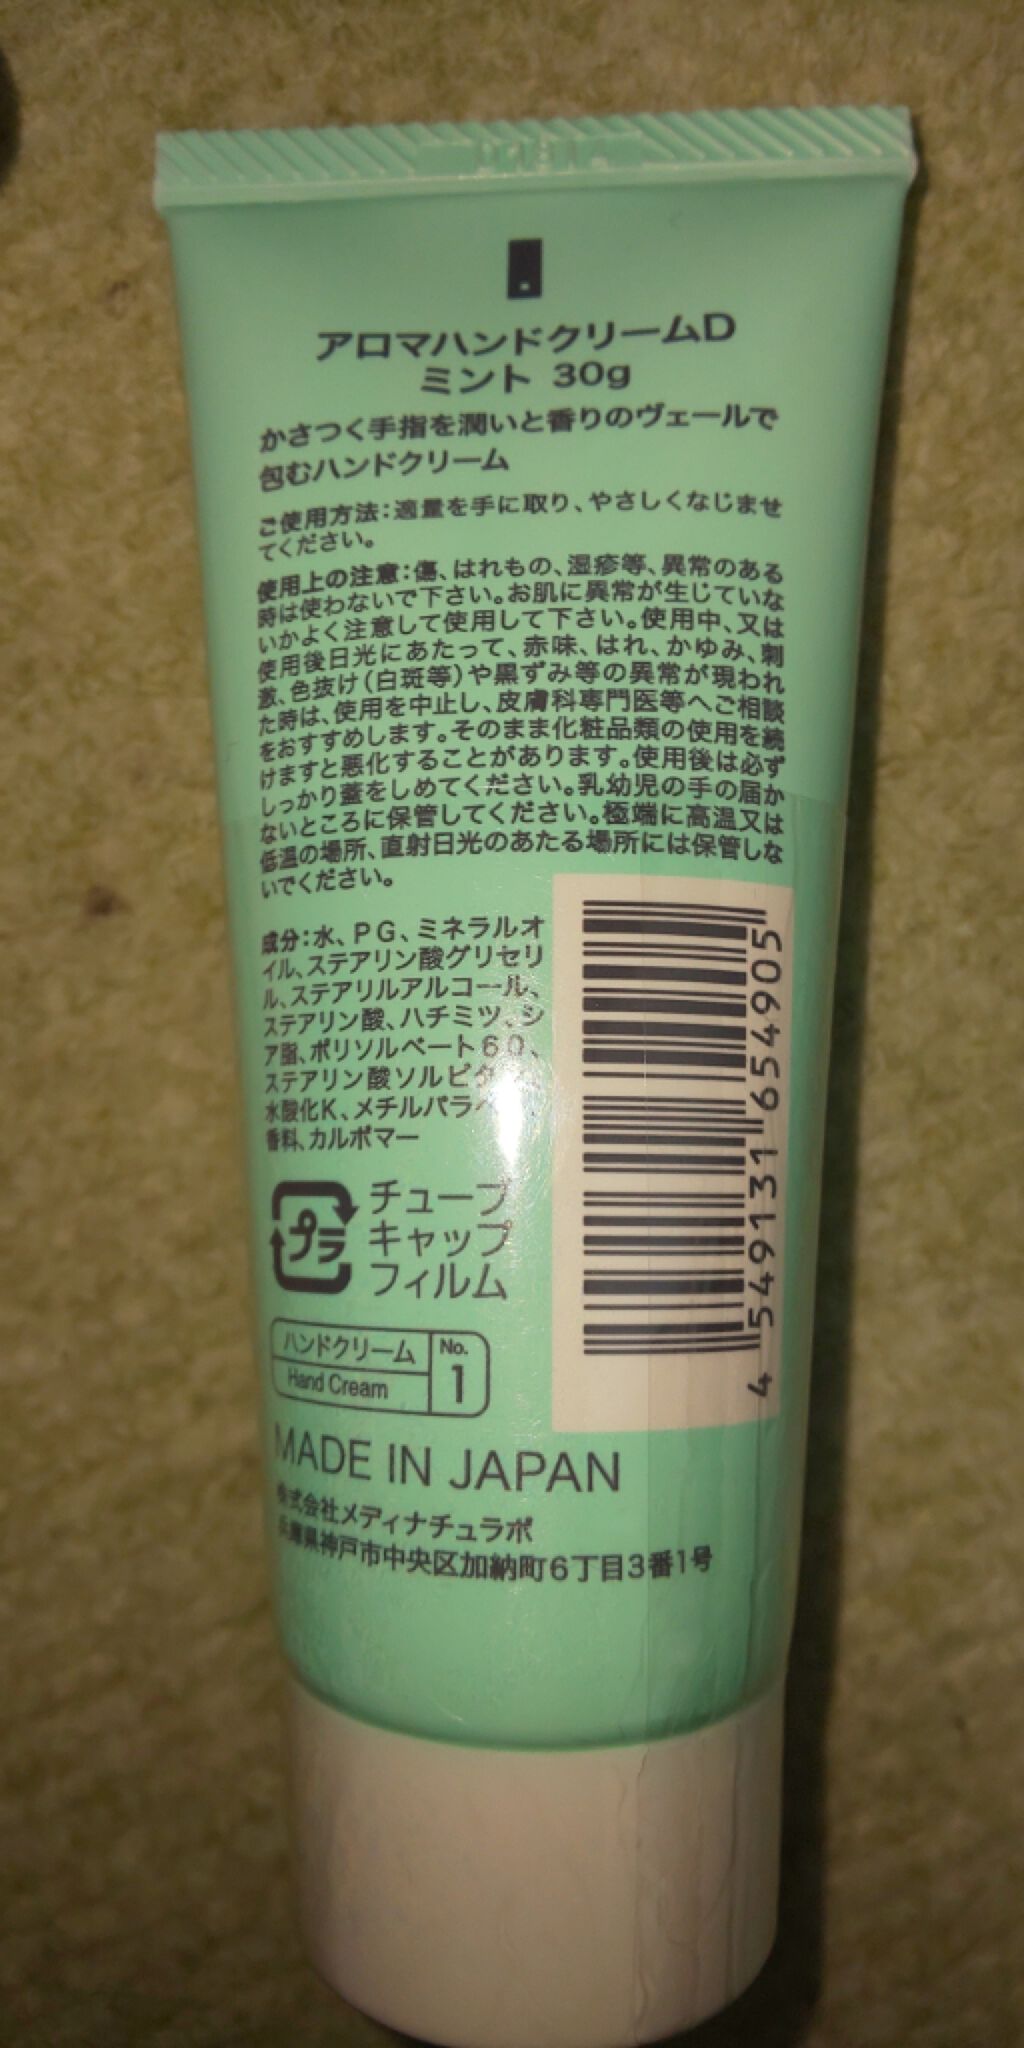 アロマハンドクリームD
ミント 30g
かさつく手指を潤いと香りのヴェールで
包むハンドクリーム
ご使用方法：適量を手に取り、やさしくなじませ
てください。
使用上の注意：傷、はれもの、湿疹等、異常のある
時は使わないで下さい。お肌に異常が生じていな
いかよく注意して使用して下さい。使用中、又は
使用後日光にあたって、赤味、はれ、かゆみ、刺
激、色抜け（白斑等）や黒ずみ等の異常が現われ
た時は、使用を中止し、皮膚科専門医等へご相談
をおすすめします。そのまま化粧品類の使用を続
けますと悪化することがあります。使用後は必ず
しっかり蓋をしめてください。乳幼児の手の届か
ないところに保管してください。極端に高温又は
低温の場所、直射日光のあたる場所には保管しな
いでください。
成分：水、PG、ミネラルオ
イル、ステアリン酸グリセリ
ル、ステアリルアルコール、
ステアリン酸、ハチミツ、シ
ア脂、ポリソルベート60、
ステアリン酸ソルビタ
水酸化K、メチルパラベ
香料、カルボマー
プラ
チューブ
キャップ
フィルム
ハンドクリーム
Hand Cream
No.
1
4 549131 654905
MADE IN JAPAN
株式会社メディナチュラボ
兵庫県神戸市中央区加納町6丁目3番1号